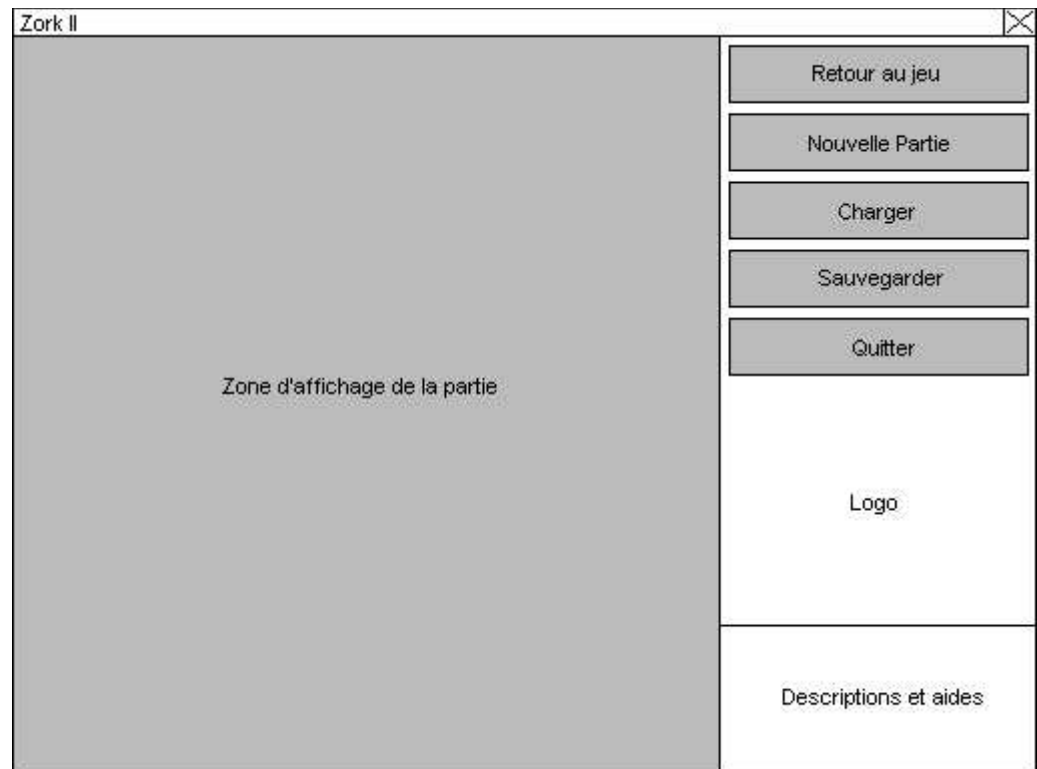 Zork II
Retour au jeu
Nouvelle Partie
Charger
Sauvegarder
Quitter
Zone d'affichage de la partie
Logo
Descriptions et aides